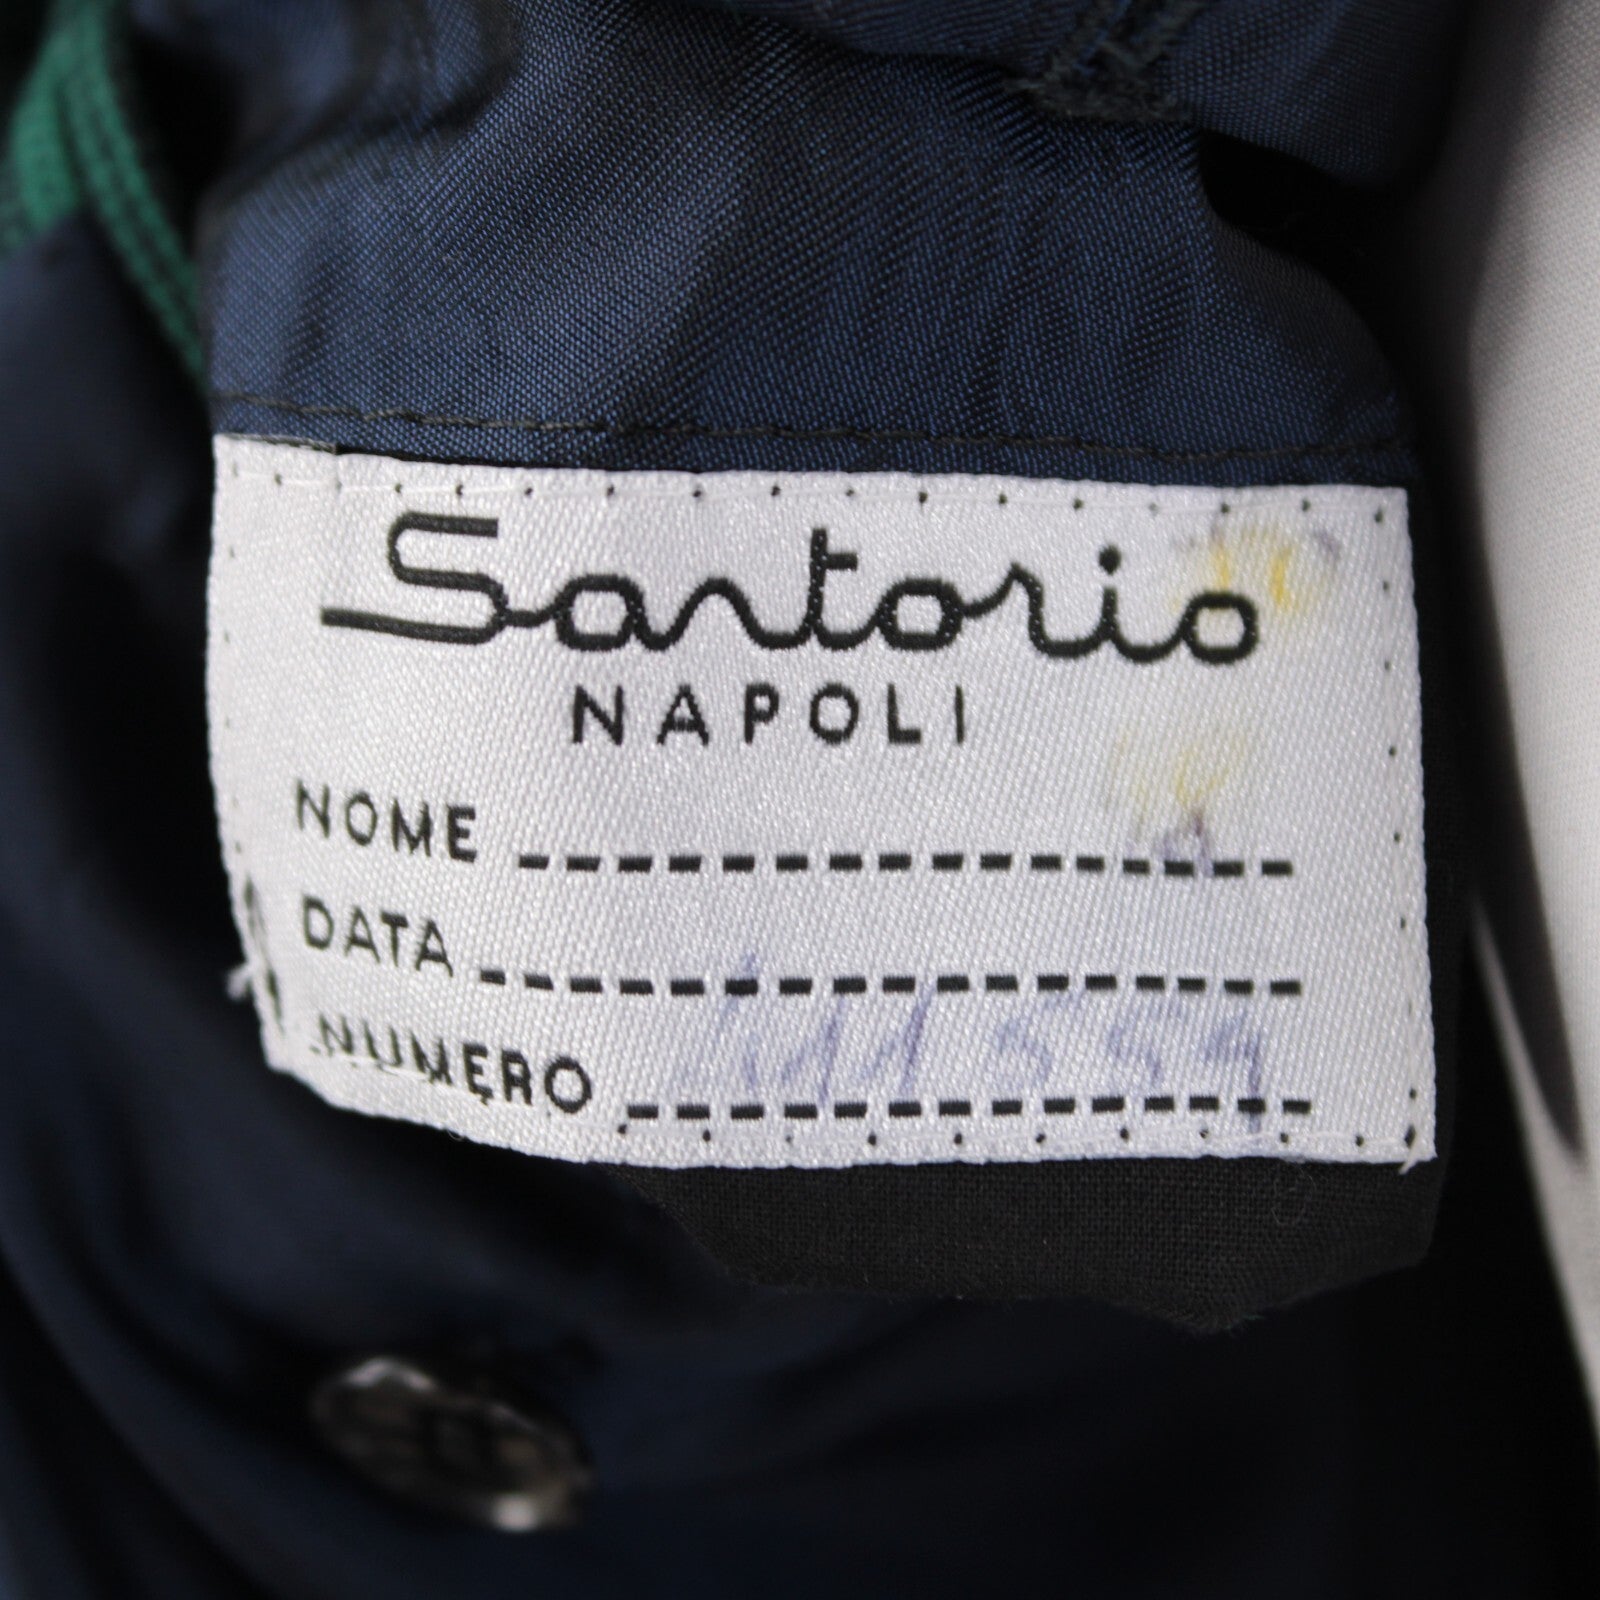 Sartorio
NAPOLI
NOME
DATA
NUMERO